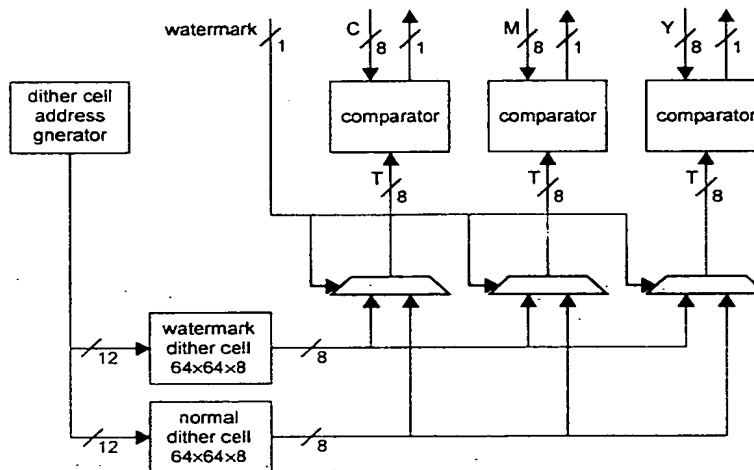 watermark 1
C 8 1
M 8 1
Y 8 1
dither cell
address
gnerator
comparator
comparator
comparator
T 8
T 8
T 8
12
watermark
dither cell
64×64×8
8
12
normal
dither cell
64×64×8
8